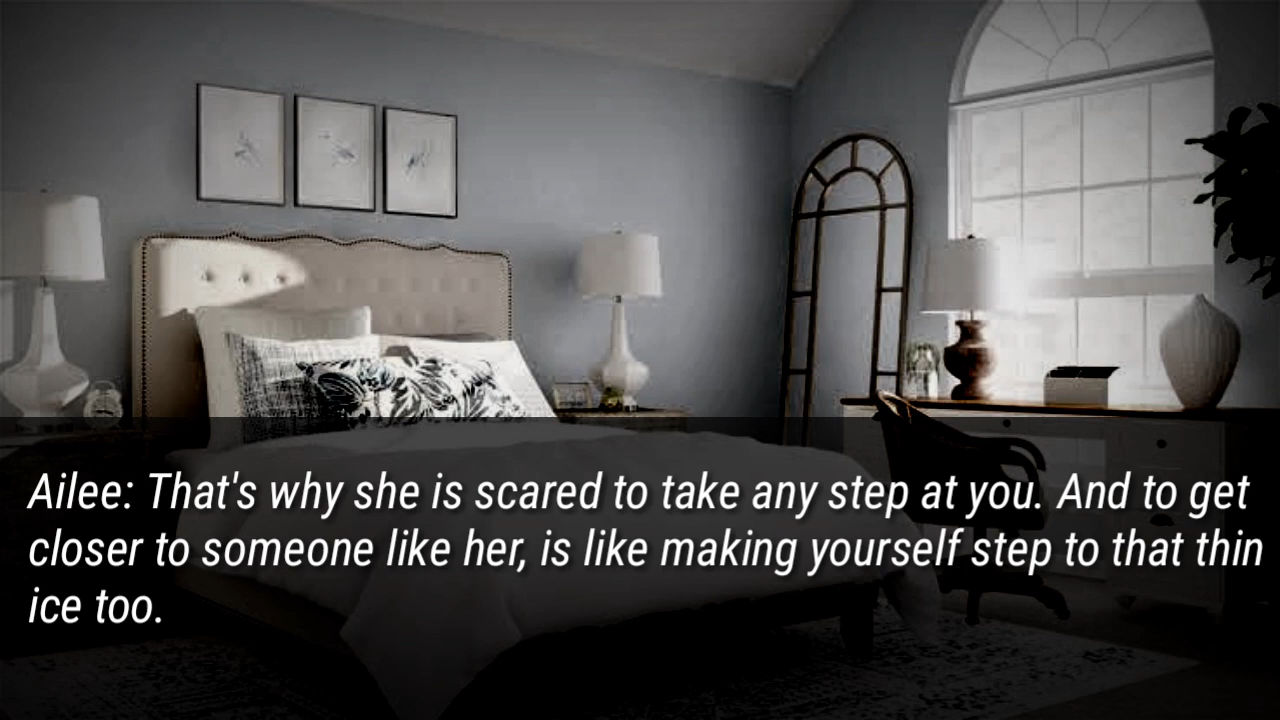 Ailee: That's why she is scared to take any step at you. And to get
closer to someone like her, is like making yourself step to that thin
ice too.